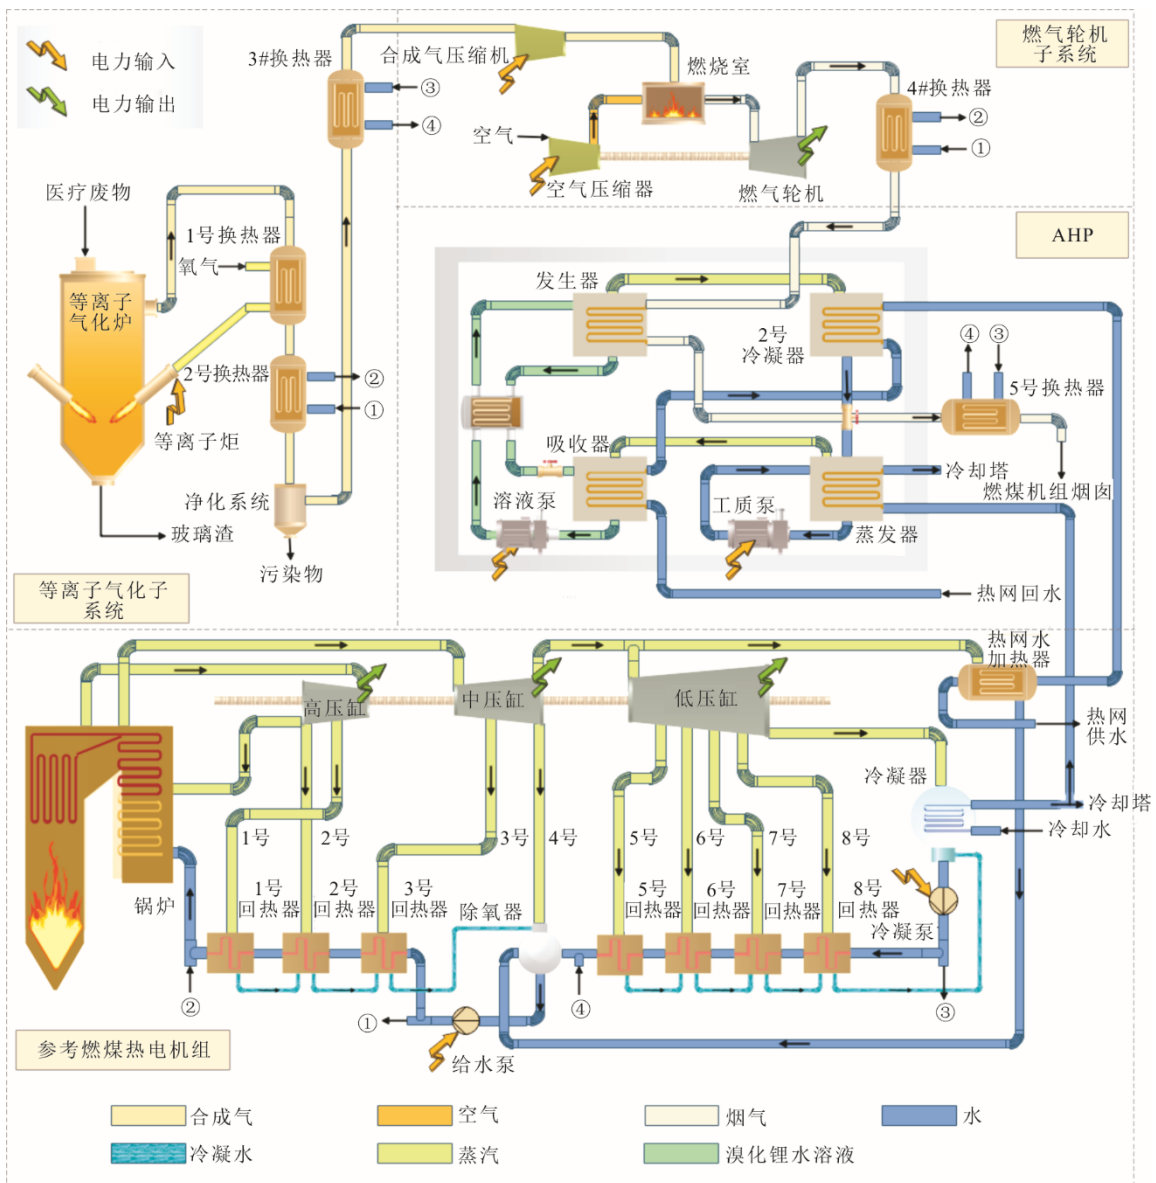 电力输入
电力输出
3#换热器
③
④
合成气压缩机
燃烧室
空气
空气压缩器
燃气轮机
4#换热器
②
①
燃气轮机
子系统
医疗废物
1号换热器
氧气
等离子
气化炉
2号换热器
②
①
等离子炬
净化系统
玻璃渣
污染物
等离子气化子
系统
AHP
发生器
2号
冷凝器
④
③
5号换热器
吸收器
冷却塔
燃煤机组烟囱
溶液泵
工质泵
蒸发器
热网回水
热网水
加热器
高压缸
中压缸
低压缸
热网
供水
冷凝器
冷却塔
冷却水
1号
2号
3号
4号
5号
6号
7号
8号
锅炉
1号
回热器
2号
回热器
3号
回热器
除氧器
5号
回热器
6号
回热器
7号
回热器
8号
回热器
冷凝泵
②
①
④
③
给水泵
参考燃煤热电机组
合成气
空气
烟气
水
冷凝水
蒸汽
溴化锂水溶液